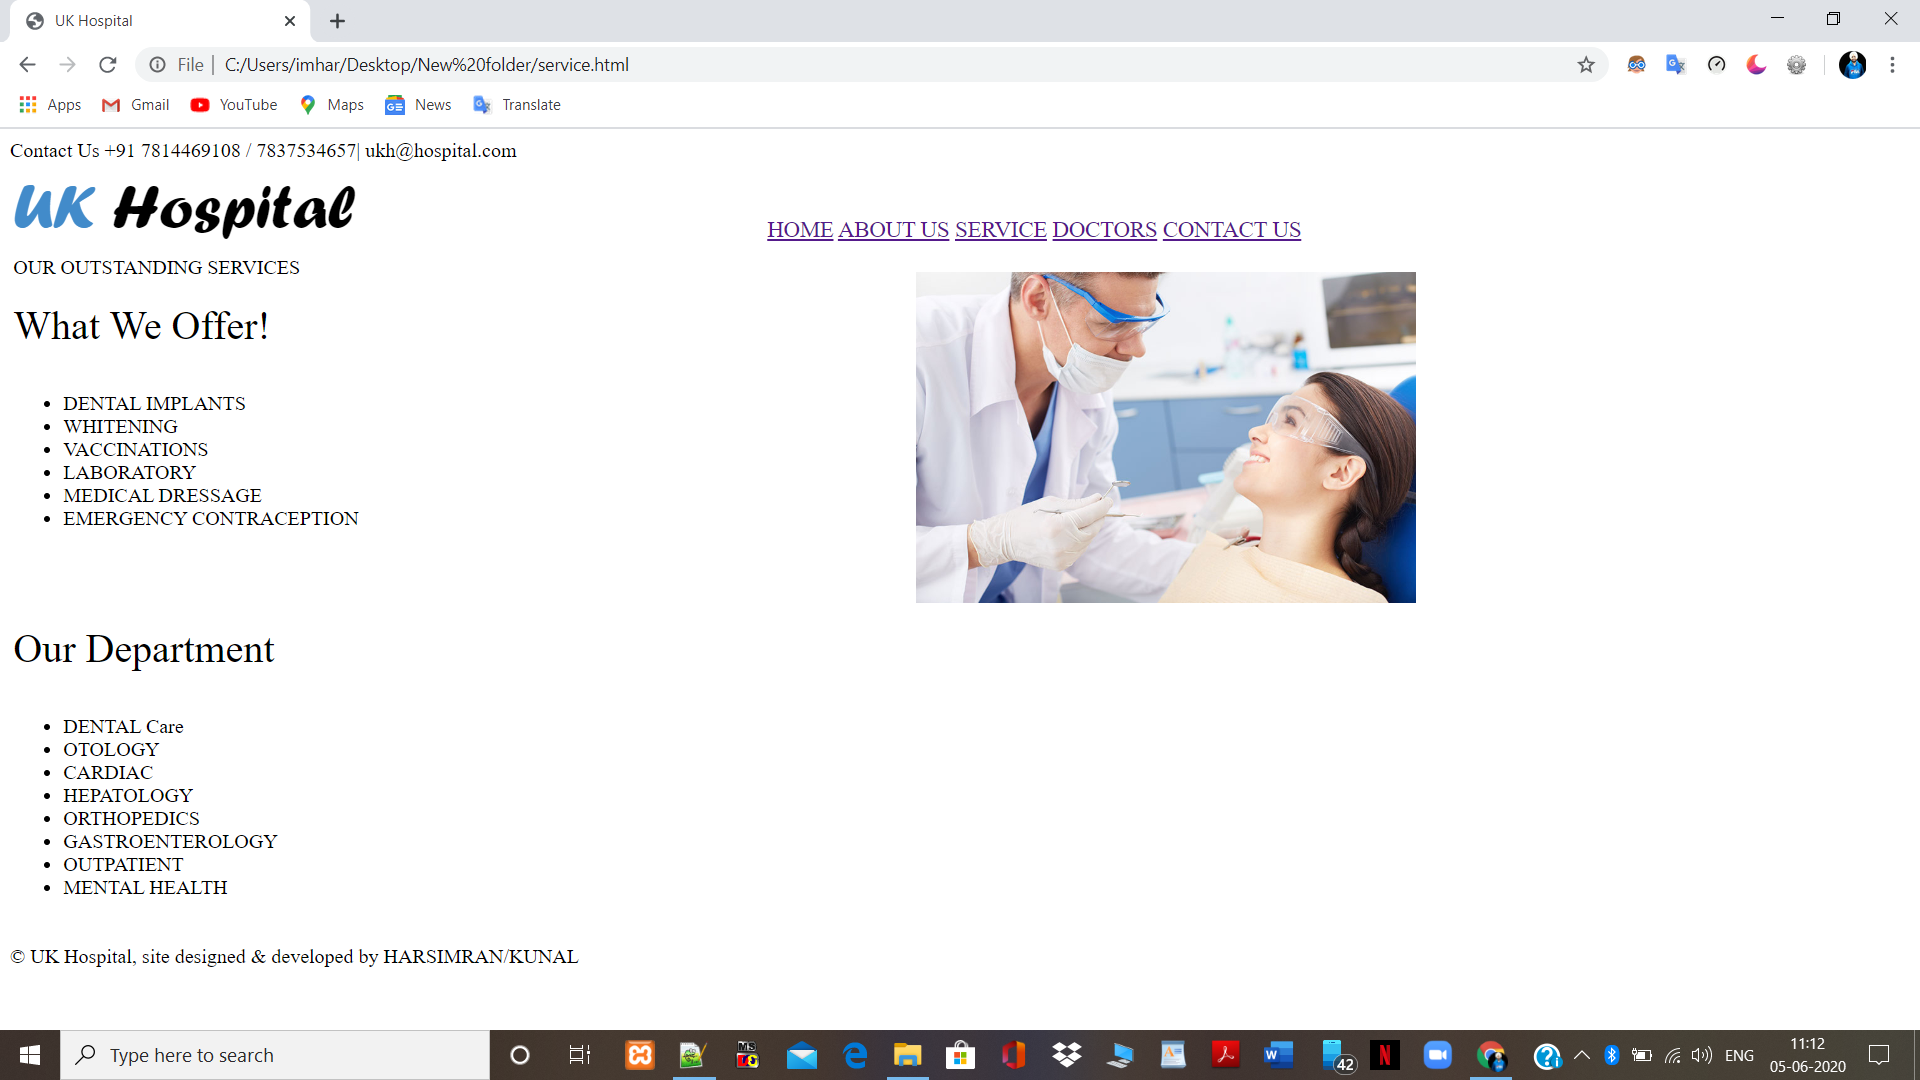 UK Hospital
File | C:/Users/imhar/Desktop/New%20folder/service.html
Apps Gmail YouTube Maps News Translate
Contact Us +91 7814469108 / 7837534657| ukh@hospital.com
UK Hospital
HOME ABOUT US SERVICE DOCTORS CONTACT US
OUR OUTSTANDING SERVICES
What We Offer!
• DENTAL IMPLANTS
• WHITENING
• VACCINATIONS
• LABORATORY
• MEDICAL DRESSAGE
• EMERGENCY CONTRACEPTION
Our Department
• DENTAL Care
• OTOLOGY
• CARDIAC
• HEPATOLOGY
• ORTHOPEDICS
• GASTROENTEROLOGY
• OUTPATIENT
• MENTAL HEALTH
© UK Hospital, site designed & developed by HARSIMRAN/KUNAL
Type here to search
42
ENG
11:12
05-06-2020